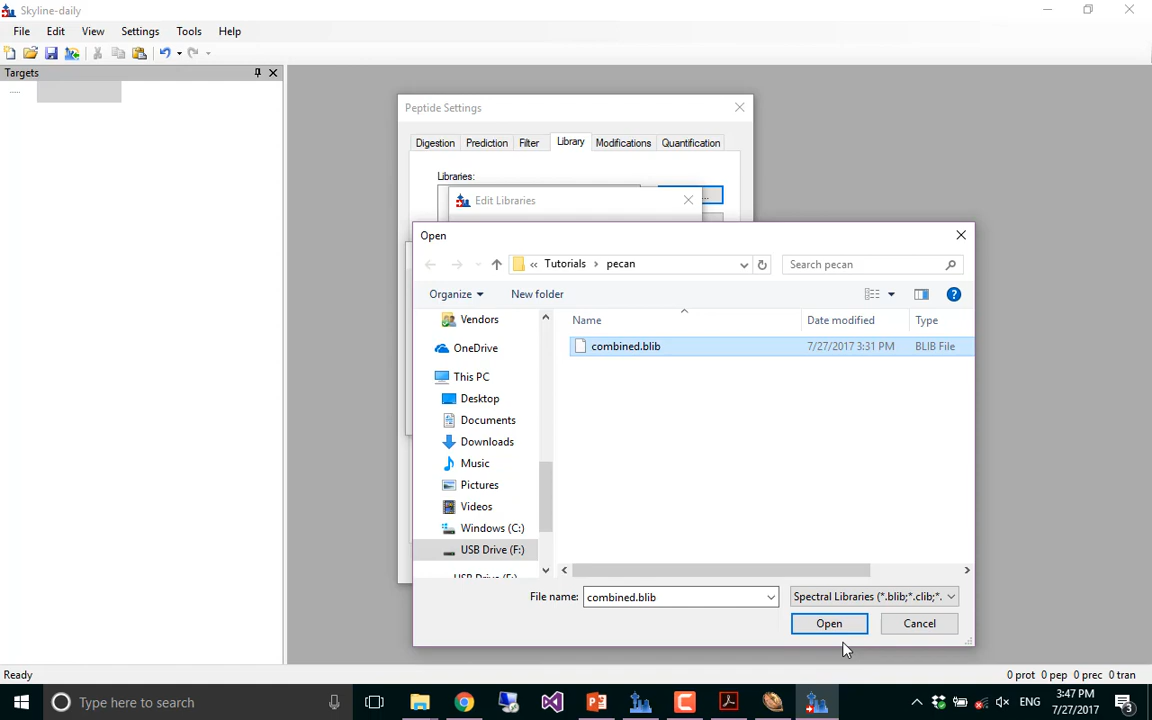 Skyline-daily
File Edit View Settings Tools Help
Targets
Peptide Settings
Digestion Prediction Filter Library Modifications Quantification
Libraries:
...
Edit Libraries
Open
« Tutorials › pecan
Search pecan
Organize
New folder
Name
Date modified
Type
Vendors
combined.blib
7/27/2017 3:31 PM
BLIB File
OneDrive
This PC
Desktop
Documents
Downloads
Music
Pictures
Videos
Windows (C:)
USB Drive (F:)
File name:
combined.blib
Spectral Libraries (*.blib;*.clib;*.
Open
Cancel
Ready
0 prot 0 pep 0 prec 0 tran
Type here to search
ENG
3:47 PM
7/27/2017
3